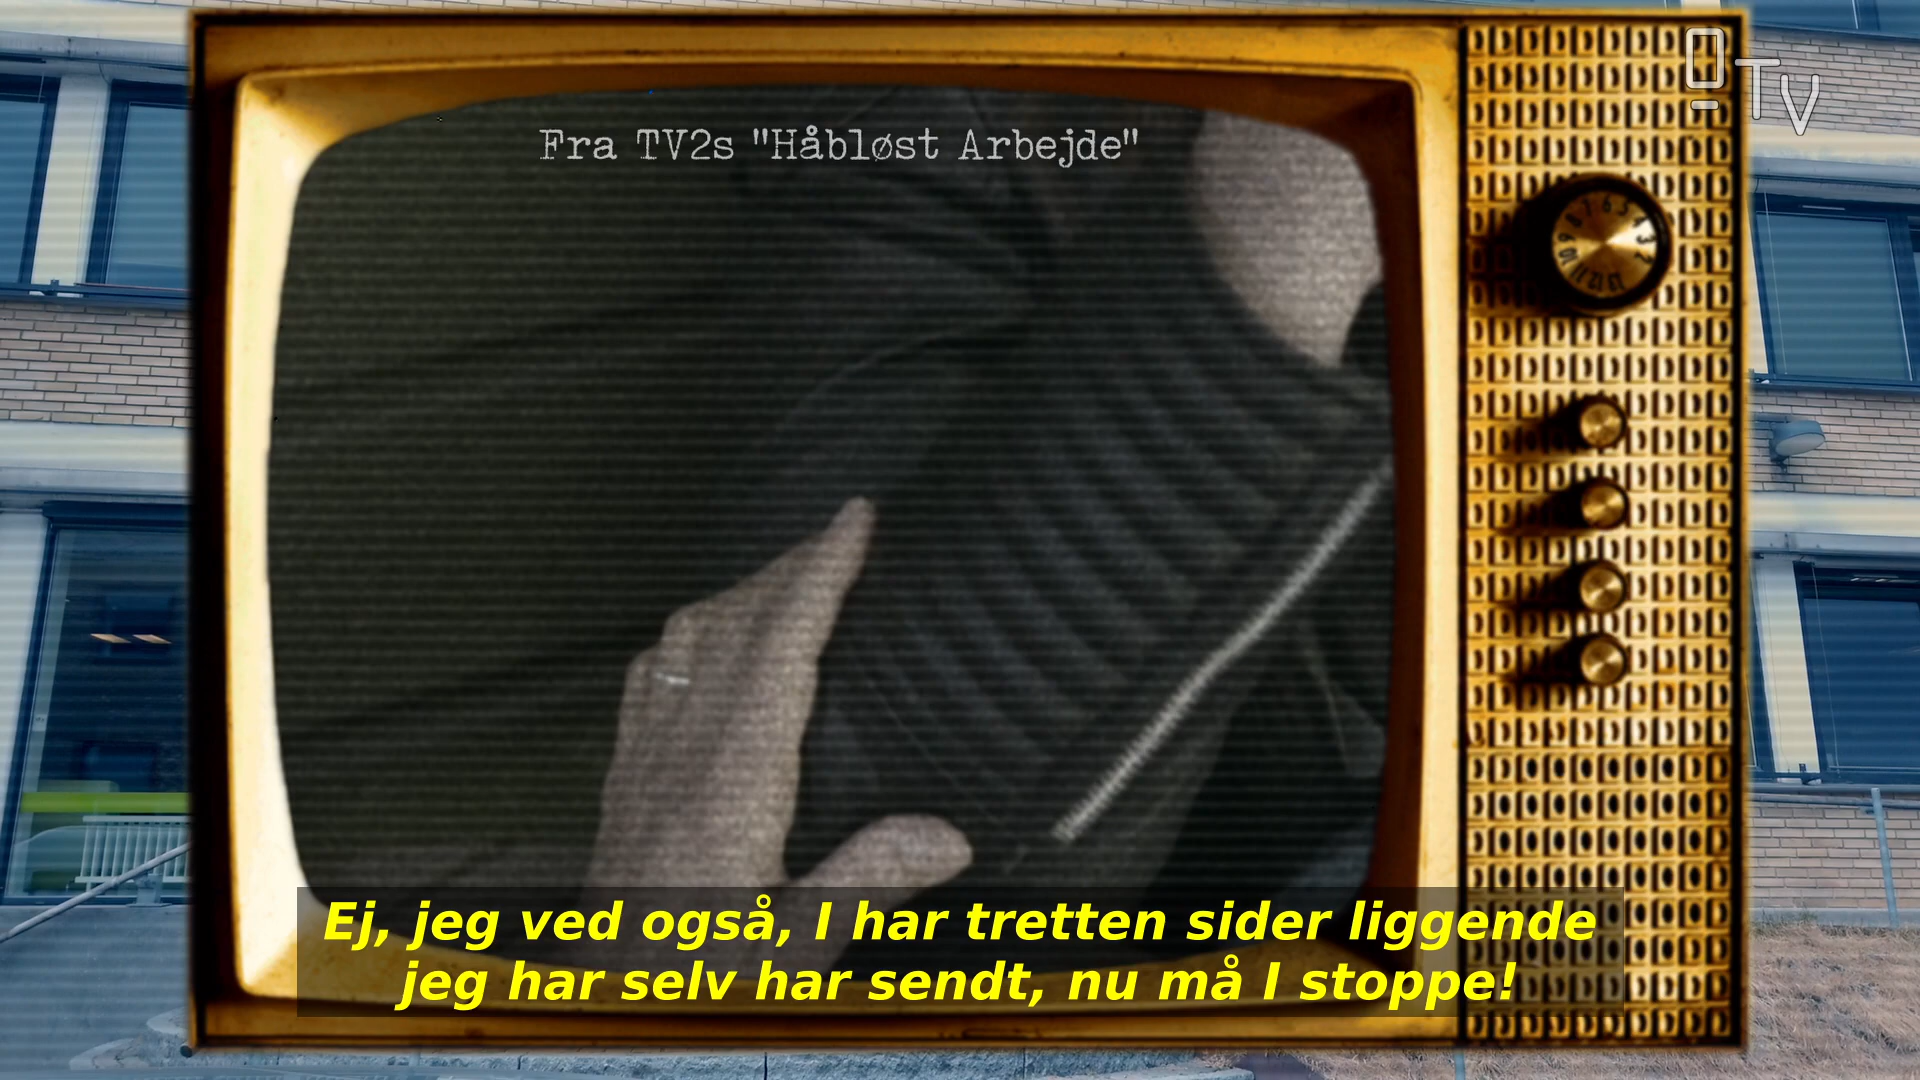 Fra TV2s "Håbløst Arbejde"
TV
Ej, jeg ved også, I har tretten sider liggende
jeg har selv har sendt, nu må I stoppe!